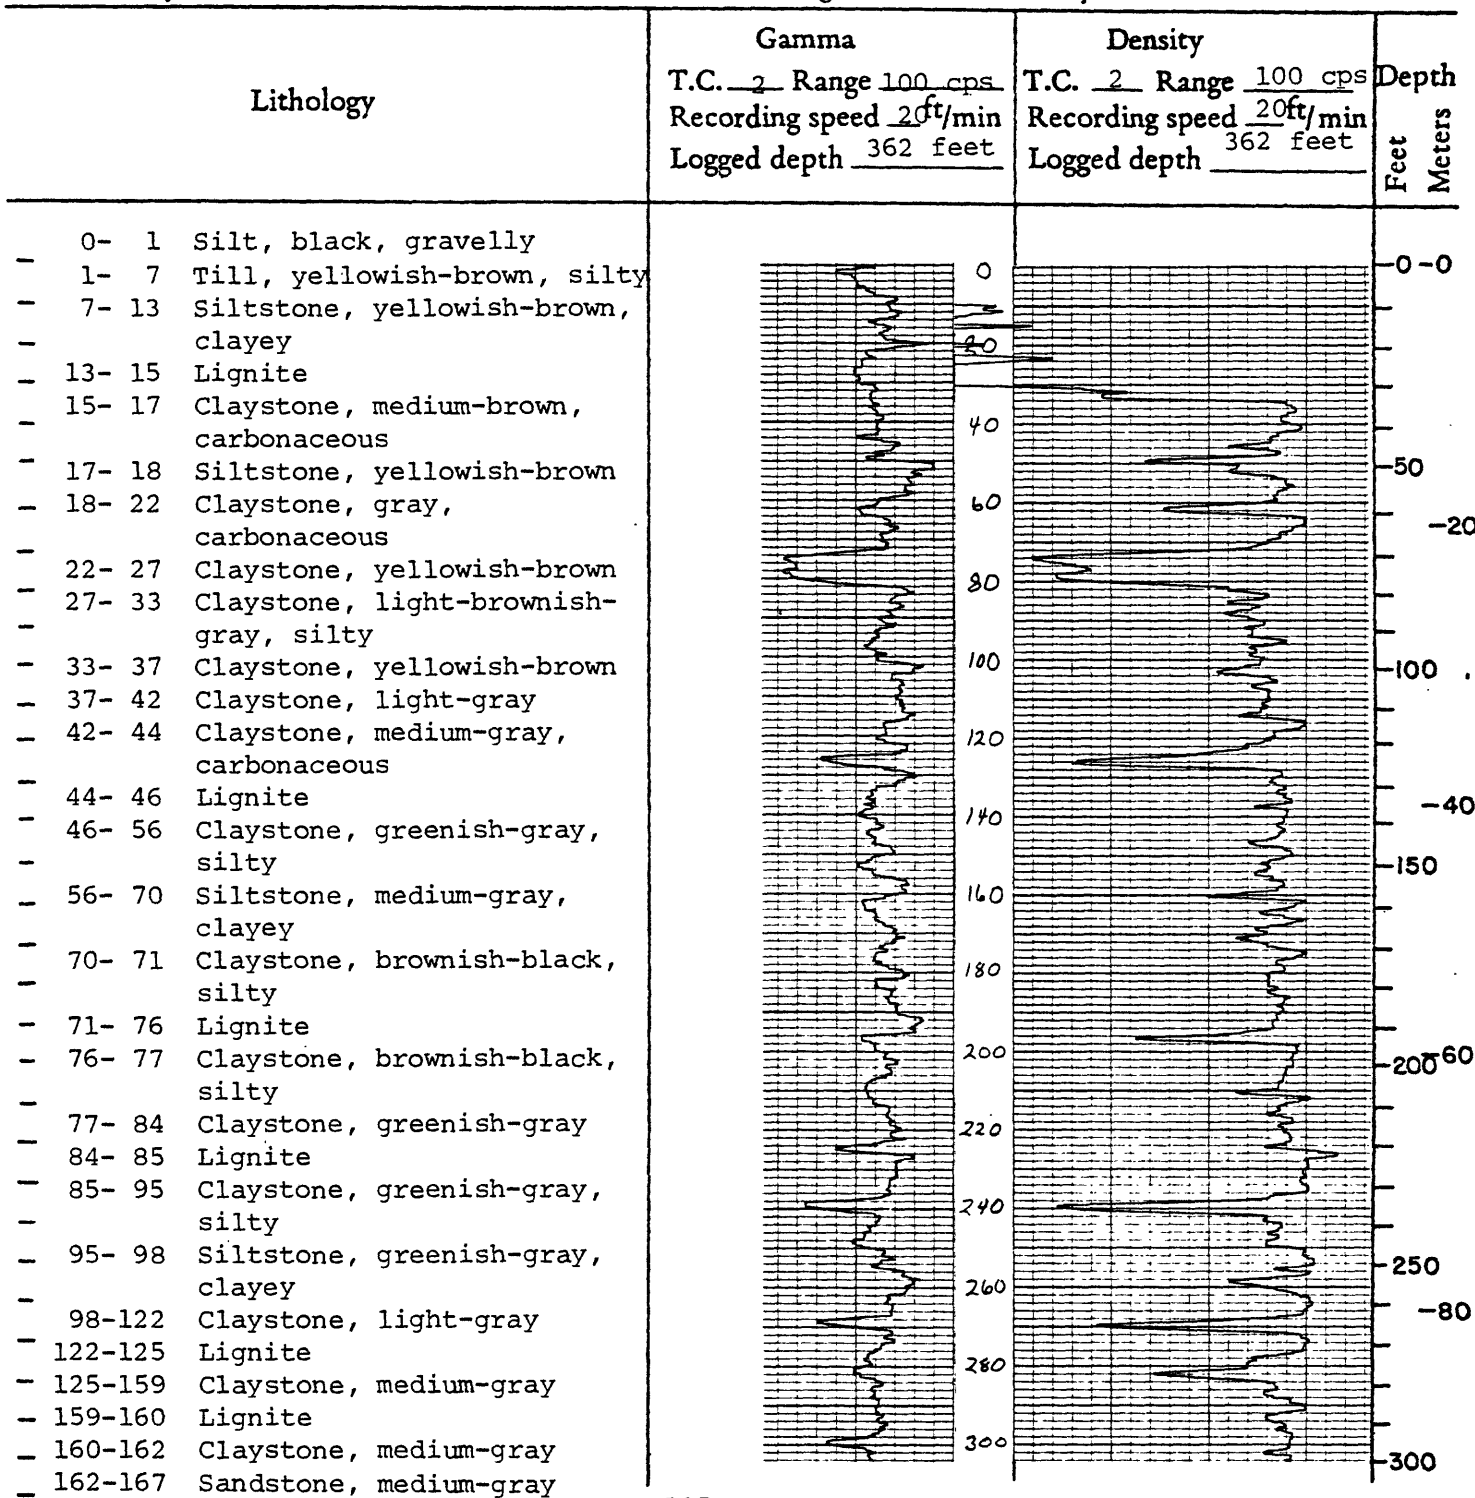 Lithology
Gamma
T.C. 2 Range 100 cps
Recording speed 20ft/min
Logged depth 362 feet
Density
T.C. 2 Range 100 cps
Recording speed 20ft/min
Logged depth 362 feet
Depth
Feet
Meters
0- 1 Silt, black, gravelly
1- 7 Till, yellowish-brown, silty
7- 13 Siltstone, yellowish-brown,
clayey
13- 15 Lignite
15- 17 Claystone, medium-brown,
carbonaceous
17- 18 Siltstone, yellowish-brown
18- 22 Claystone, gray,
carbonaceous
22- 27 Claystone, yellowish-brown
27- 33 Claystone, light-brownish-
gray, silty
33- 37 Claystone, yellowish-brown
37- 42 Claystone, light-gray
42- 44 Claystone, medium-gray,
carbonaceous
44- 46 Lignite
46- 56 Claystone, greenish-gray,
silty
56- 70 Siltstone, medium-gray,
clayey
70- 71 Claystone, brownish-black,
silty
71- 76 Lignite
76- 77 Claystone, brownish-black,
silty
77- 84 Claystone, greenish-gray
84- 85 Lignite
85- 95 Claystone, greenish-gray,
silty
95- 98 Siltstone, greenish-gray,
clayey
98-122 Claystone, light-gray
122-125 Lignite
125-159 Claystone, medium-gray
159-160 Lignite
160-162 Claystone, medium-gray
162-167 Sandstone, medium-gray
0
20
40
60
80
100
120
140
160
180
200
220
240
260
280
300
-0 -0
-50
-20
-100
-40
-150
-200
-60
-250
-80
-300